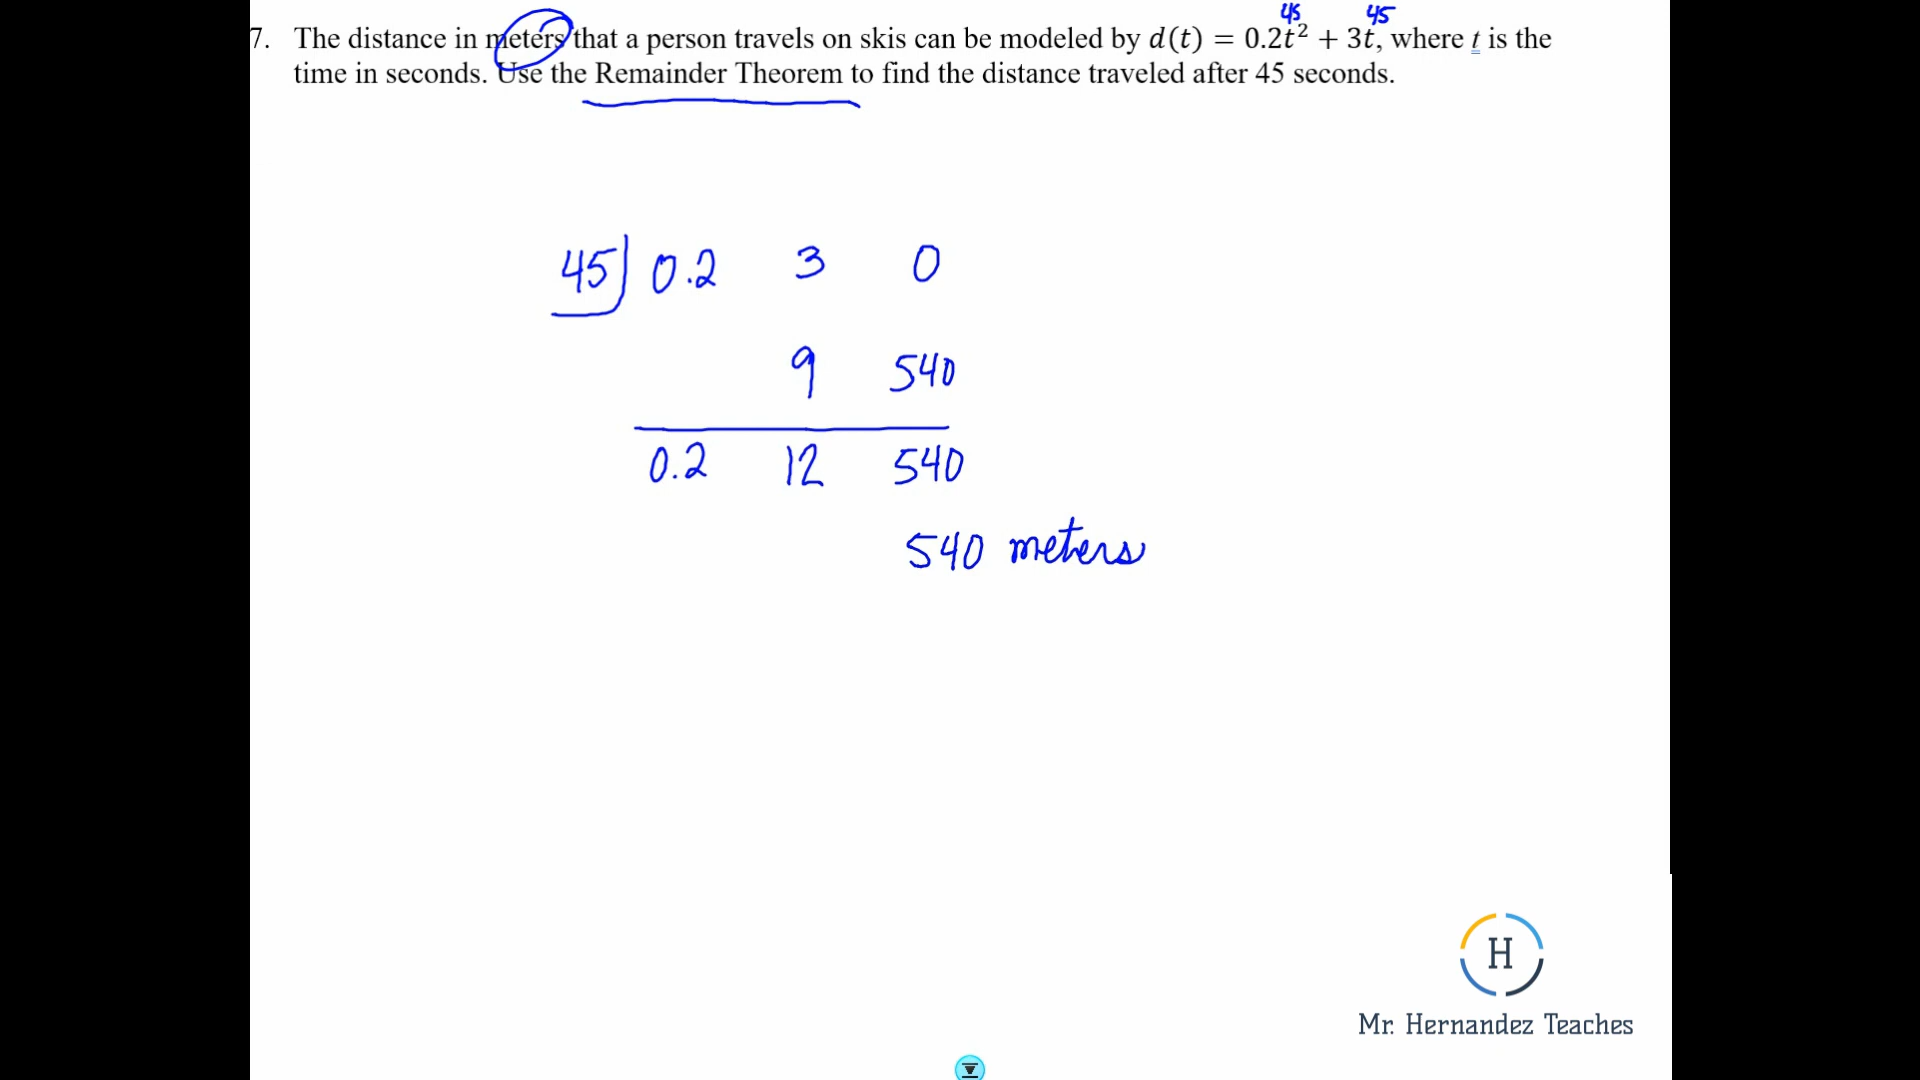 45 45
7. The distance in meters that a person travels on skis can be modeled by d(t) = 0.2t² + 3t, where t is the
time in seconds. Use the Remainder Theorem to find the distance traveled after 45 seconds.
45 0.2 3 0
9 540
0.2 12 540
540 meters
H
Mr. Hernandez Teaches